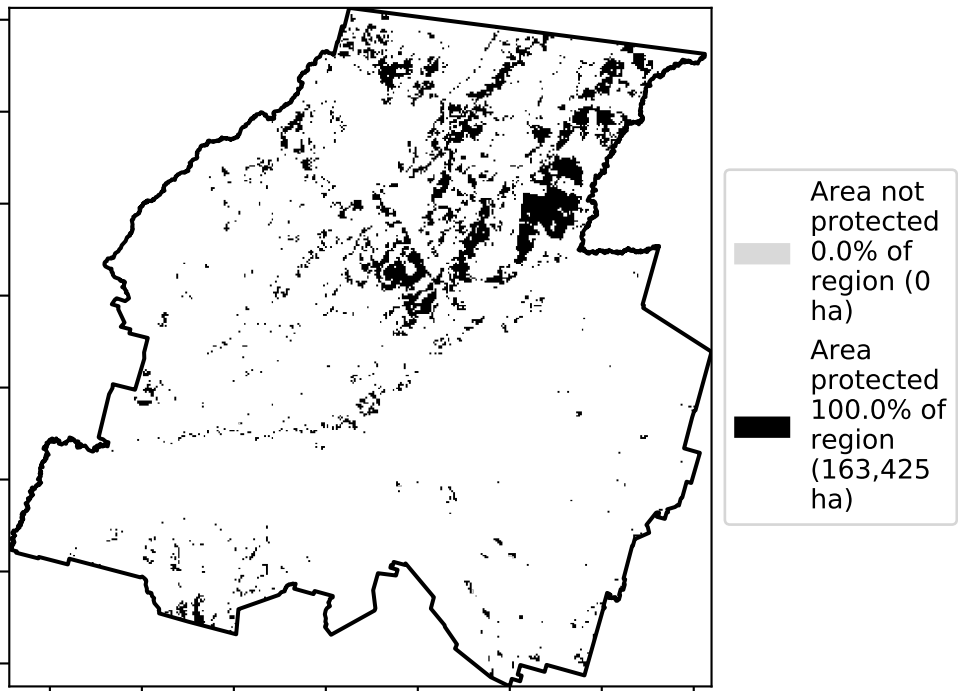 Area not
protected
0.0% of
region (0
ha)
Area
protected
100.0% of
region
(163,425
ha)